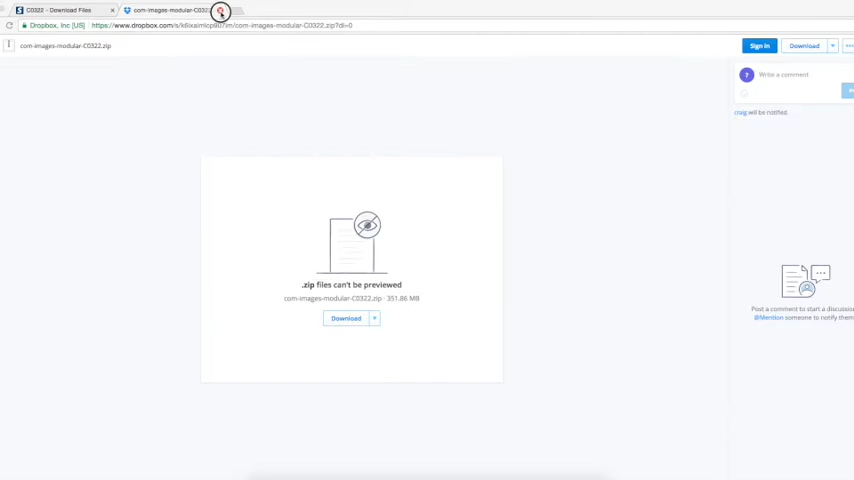 C0322 - Download Files
com-images-modular-C0322
Dropbox, Inc [US]
com-images-modular-C0322.zip
Sign in
Download
?
Write a comment
craig will be notified.
.zip files can't be previewed
com-images-modular-C0322.zip · 351.86 MB
Download
Post a comment to start a discussion
@Mention someone to notify them